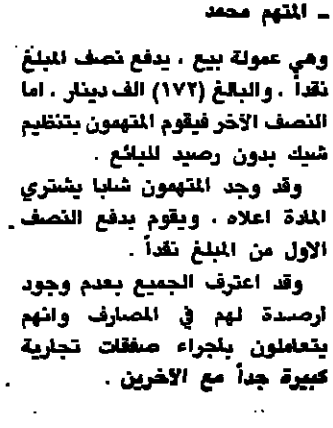 ـ المتهم محمد
وهي عمولة بيع ، يدفع نصف المبلغ
نقداً ، والبالغ (١٧٢) الف دينار ، اما
النصف الآخر فيقوم المتهمون بتنظيم
شيك بدون رصيد للبائع .
وقد وجد المتهمون شابا يشتري
المادة اعلاه ، ويقوم بدفع النصف
الاول من المبلغ نقداً .
وقد اعترف الجميع بعدم وجود
ارصدة لهم في المصارف وانهم
يتعاملون بأجراء صفقات تجارية
كبيرة جداً مع الآخرين .